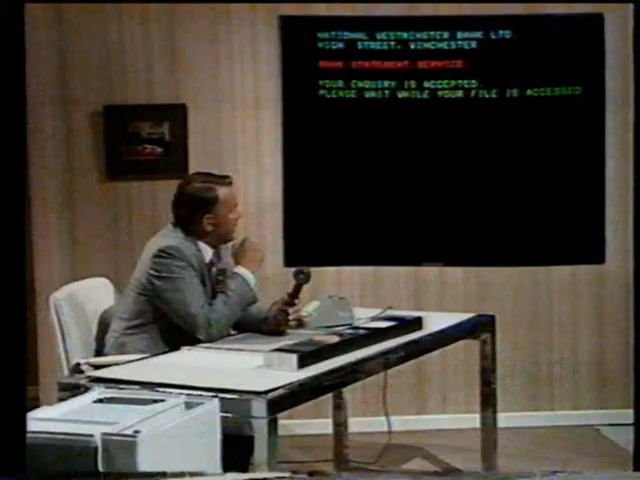 NATIONAL WESTMINSTER BANK LTD
HIGH STREET, WINCHESTER
BANK STATEMENT SERVICE
YOUR ENQUIRY IS ACCEPTED.
PLEASE WAIT WHILE YOUR FILE IS ACCESSED